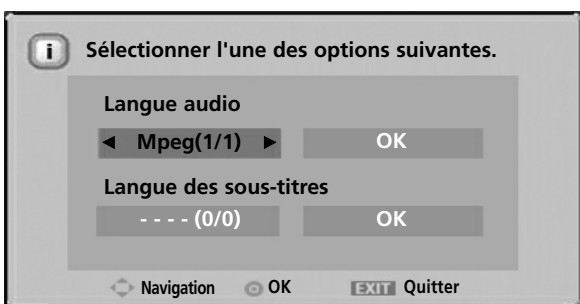 i Sélectionner l'une des options suivantes.
Langue audio
◄ Mpeg(1/1) ► OK
Langue des sous-titres
- - - - (0/0) OK
Navigation OK EXIT Quitter